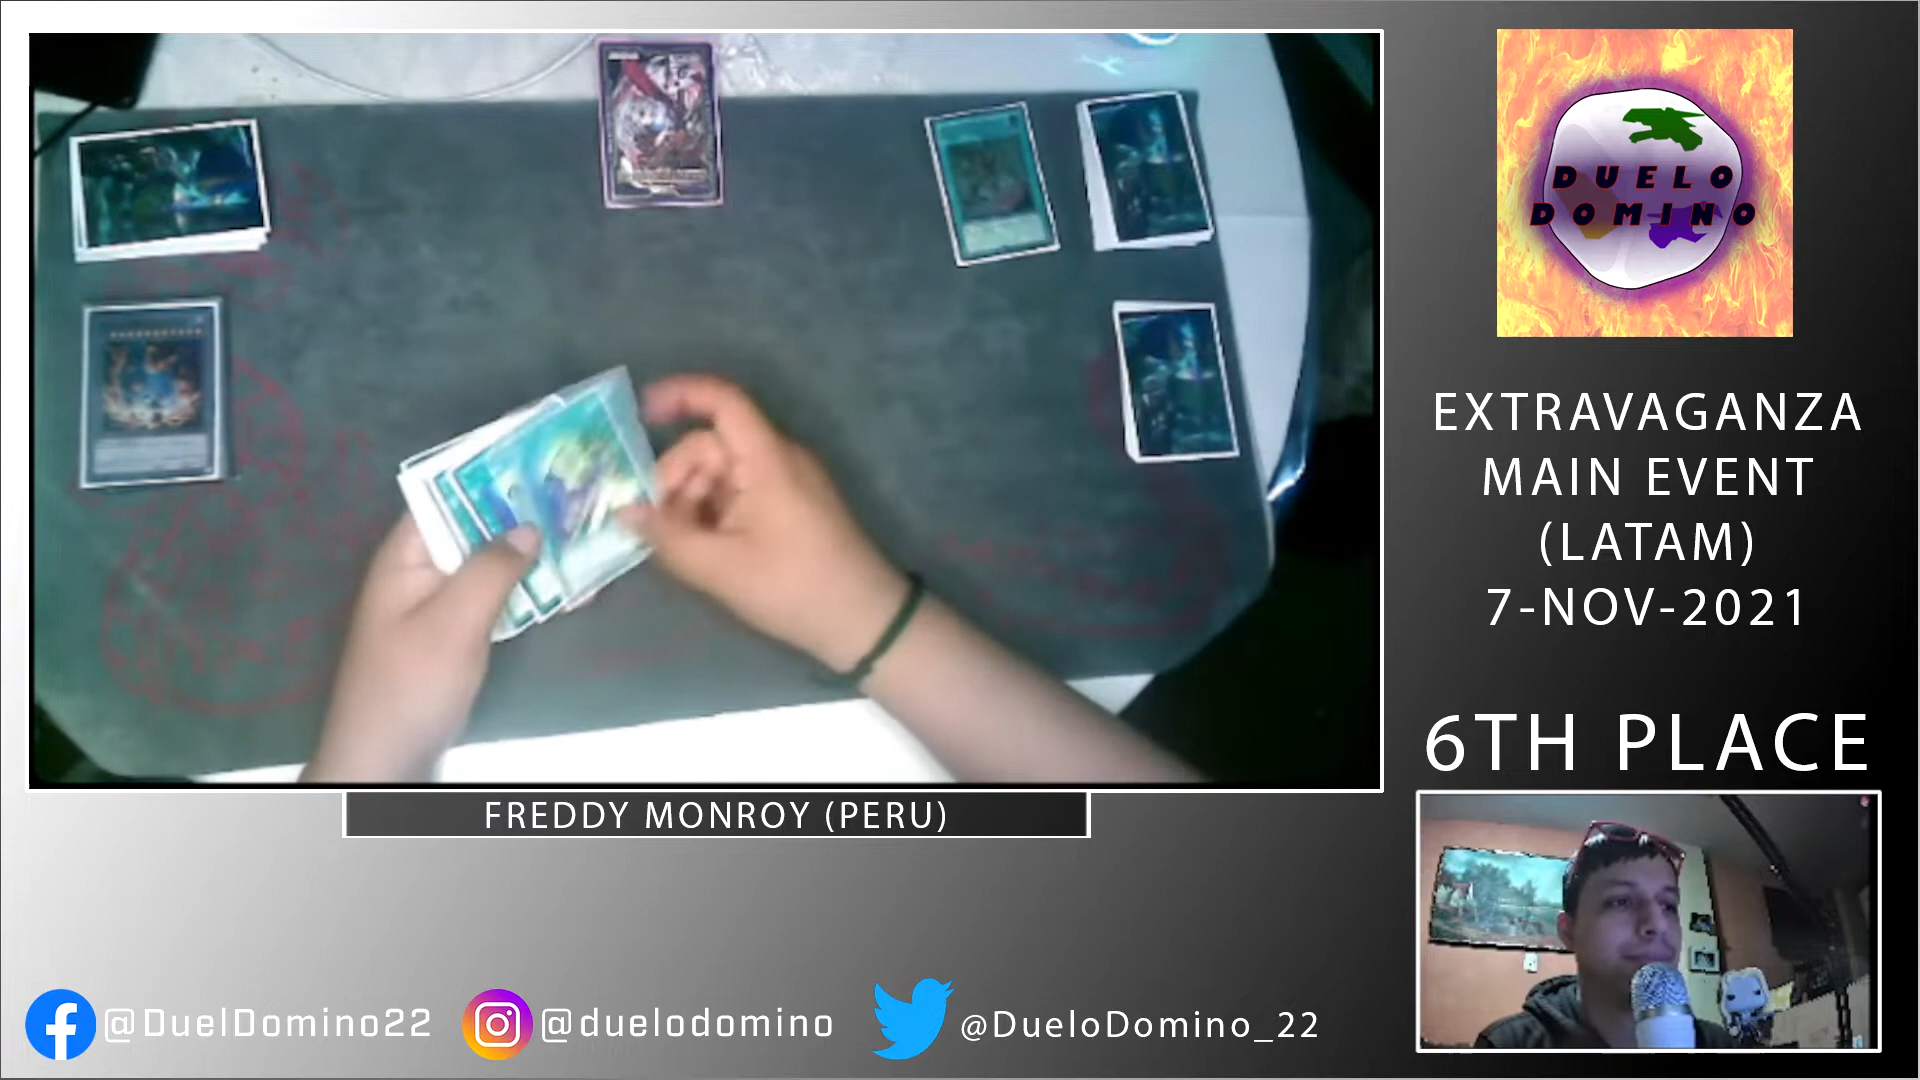 DUELO
DOMINO
EXTRAVAGANZA
MAIN EVENT
(LATAM)
7-NOV-2021
6TH PLACE
FREDDY MONROY (PERU)
@DuelDomino22
@duelodomino
@DueloDomino_22